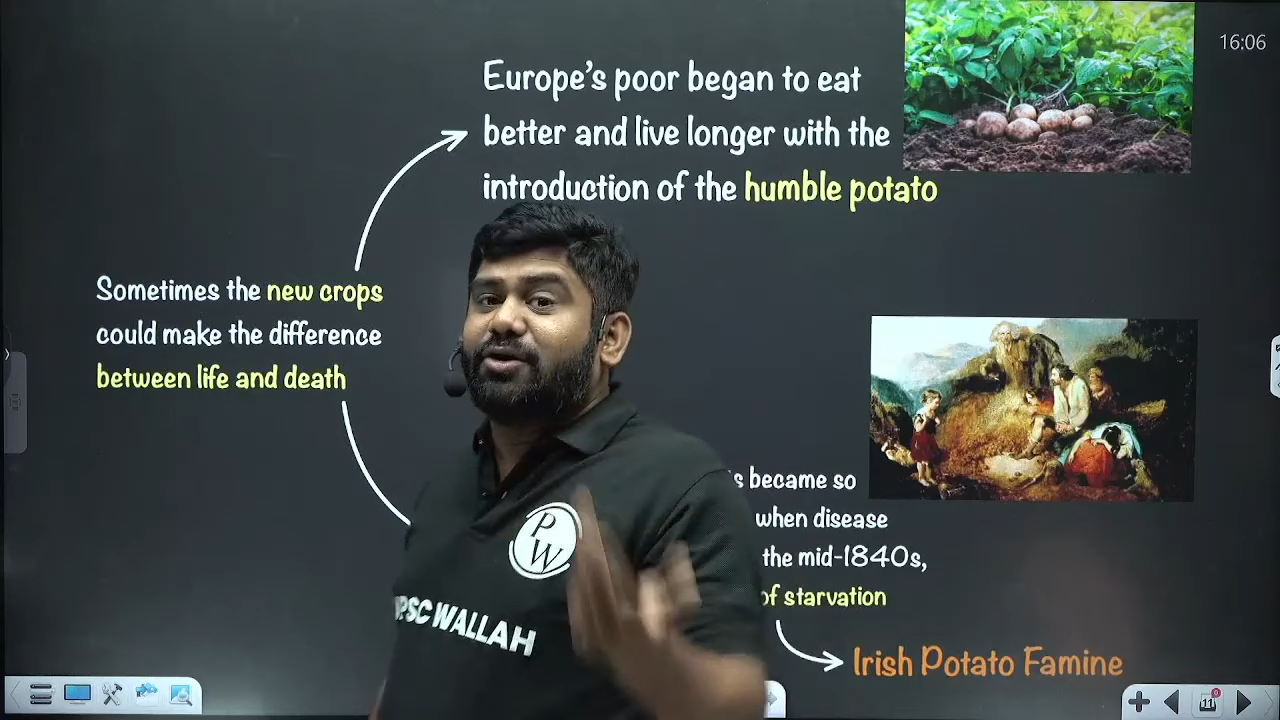 16:06
Europe's poor began to eat
better and live longer with the
introduction of the humble potato
Sometimes the new crops
could make the difference
between life and death
became so
when disease
the mid-1840s,
of starvation
Irish Potato Famine
PW
PSC WALLAH
11